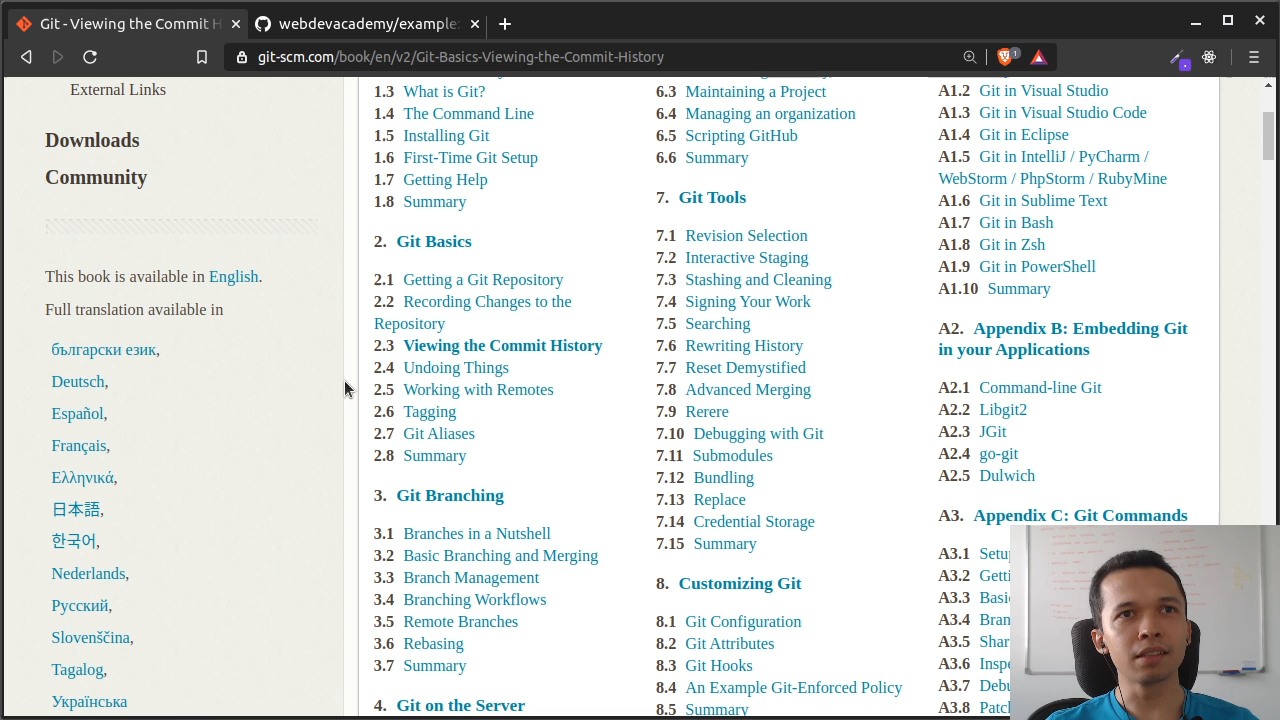 Git - Viewing the Commit H
webdevacademy/example
git-scm.com/book/en/v2/Git-Basics-Viewing-the-Commit-History
1
External Links
Downloads
Community
This book is available in English.
Full translation available in
български език,
Deutsch,
Español,
Français,
Ελληνικά,
日本語,
한국어,
Nederlands,
Русский,
Slovenščina,
Tagalog,
Українська
1.3 What is Git?
1.4 The Command Line
1.5 Installing Git
1.6 First-Time Git Setup
1.7 Getting Help
1.8 Summary
2. Git Basics
2.1 Getting a Git Repository
2.2 Recording Changes to the
Repository
2.3 Viewing the Commit History
2.4 Undoing Things
2.5 Working with Remotes
2.6 Tagging
2.7 Git Aliases
2.8 Summary
3. Git Branching
3.1 Branches in a Nutshell
3.2 Basic Branching and Merging
3.3 Branch Management
3.4 Branching Workflows
3.5 Remote Branches
3.6 Rebasing
3.7 Summary
4. Git on the Server
6.3 Maintaining a Project
6.4 Managing an organization
6.5 Scripting GitHub
6.6 Summary
7. Git Tools
7.1 Revision Selection
7.2 Interactive Staging
7.3 Stashing and Cleaning
7.4 Signing Your Work
7.5 Searching
7.6 Rewriting History
7.7 Reset Demystified
7.8 Advanced Merging
7.9 Rerere
7.10 Debugging with Git
7.11 Submodules
7.12 Bundling
7.13 Replace
7.14 Credential Storage
7.15 Summary
8. Customizing Git
8.1 Git Configuration
8.2 Git Attributes
8.3 Git Hooks
8.4 An Example Git-Enforced Policy
8.5 Summary
A1.2 Git in Visual Studio
A1.3 Git in Visual Studio Code
A1.4 Git in Eclipse
A1.5 Git in IntelliJ / PyCharm /
WebStorm / PhpStorm / RubyMine
A1.6 Git in Sublime Text
A1.7 Git in Bash
A1.8 Git in Zsh
A1.9 Git in PowerShell
A1.10 Summary
A2. Appendix B: Embedding Git
in your Applications
A2.1 Command-line Git
A2.2 Libgit2
A2.3 JGit
A2.4 go-git
A2.5 Dulwich
A3. Appendix C: Git Commands
A3.1 Setu
A3.2 Getti
A3.3 Basi
A3.4 Bran
A3.5 Shar
A3.6 Inspe
A3.7 Debu
A3.8 Patc